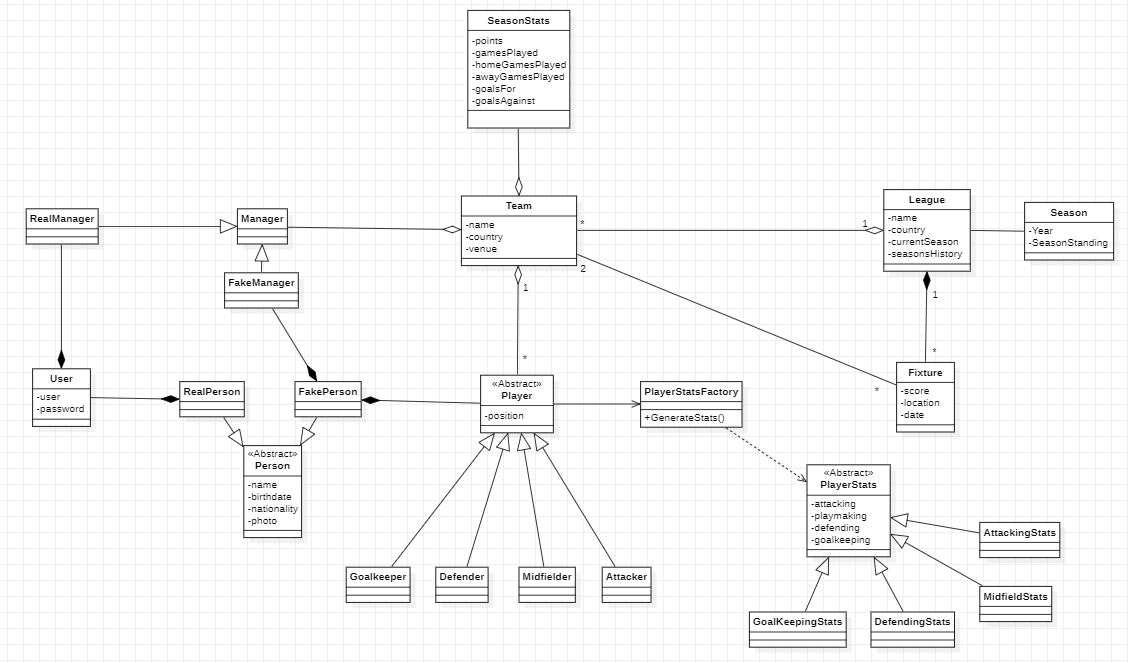 SeasonStats
-points
-gamesPlayed
-homeGamesPlayed
-awayGamesPlayed
-goalsFor
-goalsAgainst
RealManager
Manager
Team
-name
-country
-venue
*
1
League
-name
-country
-currentSeason
-seasonsHistory
Season
-Year
-SeasonStanding
FakeManager
1
2
1
*
*
*
User
-user
-password
RealPerson
FakePerson
«Abstract»
Player
-position
PlayerStatsFactory
+GenerateStats()
Fixture
-score
-location
-date
«Abstract»
Person
-name
-birthdate
-nationality
-photo
«Abstract»
PlayerStats
-attacking
-playmaking
-defending
-goalkeeping
AttackingStats
Goalkeeper
Defender
Midfielder
Attacker
MidfieldStats
GoalKeepingStats
DefendingStats